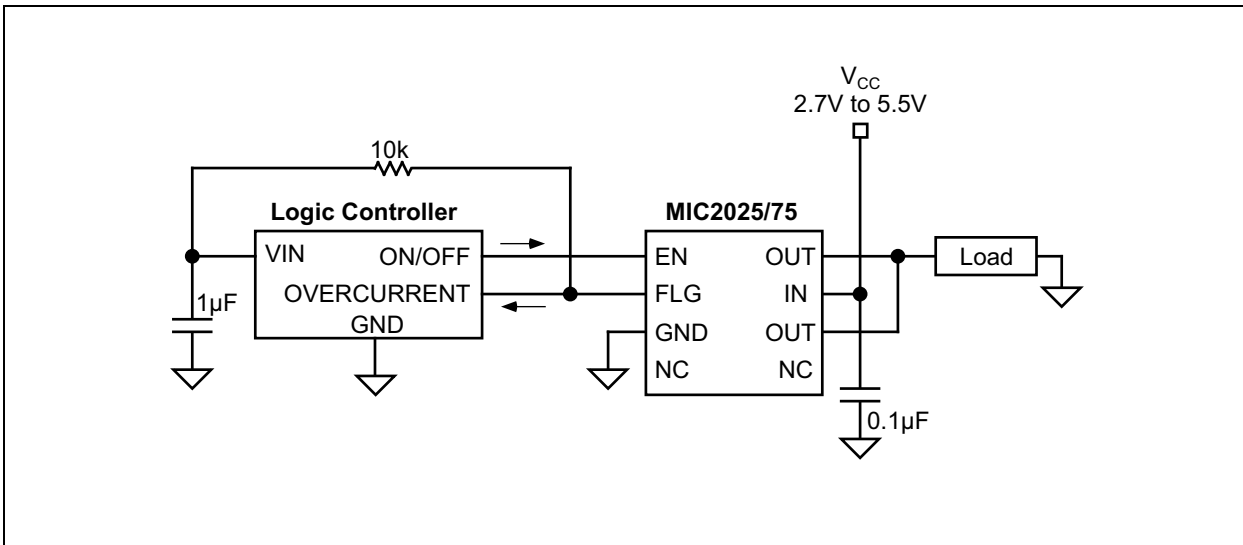 V_CC
2.7V to 5.5V
10k
Logic Controller
MIC2025/75
VIN
ON/OFF
OVERCURRENT
GND
1µF
EN
FLG
GND
NC
OUT
IN
OUT
NC
Load
0.1µF